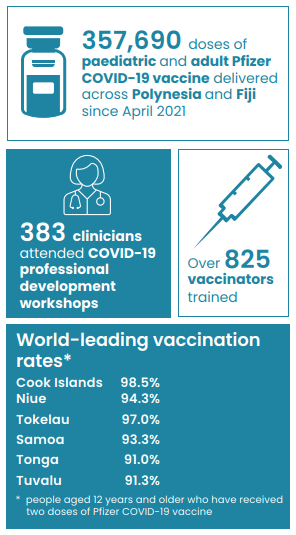 357,690 doses of
paediatric and adult Pfizer
COVID-19 vaccine delivered
across Polynesia and Fiji
since April 2021
383 clinicians
attended COVID-19
professional
development
workshops
Over 825
vaccinators
trained
World-leading vaccination
rates*
Cook Islands 98.5%
Niue 94.3%
Tokelau 97.0%
Samoa 93.3%
Tonga 91.0%
Tuvalu 91.3%
* people aged 12 years and older who have received
two doses of Pfizer COVID-19 vaccine